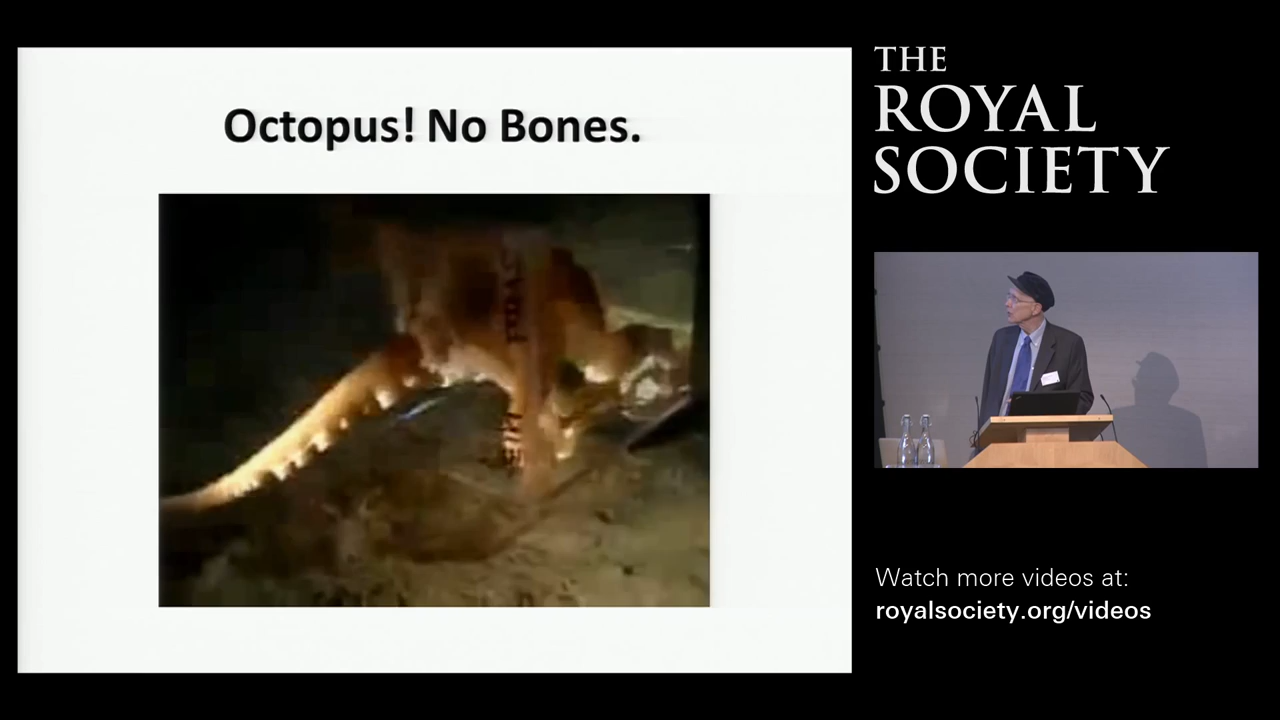 Octopus! No Bones.
THE
ROYAL
SOCIETY
Watch more videos at:
royalsociety.org/videos